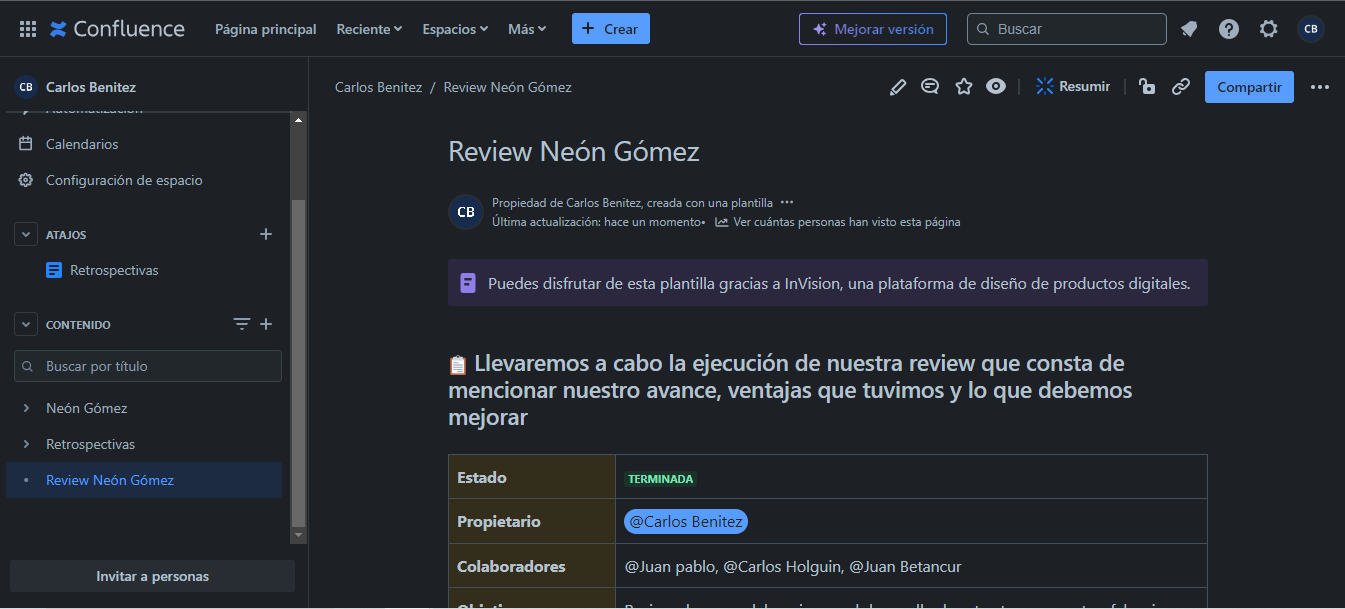 Confluence
Página principal
Reciente
Espacios
Más
+ Crear
Mejorar versión
Buscar
CB
CB Carlos Benitez
Automatización
Calendarios
Configuración de espacio
ATAJOS
Retrospectivas
CONTENIDO
Buscar por título
Neón Gómez
Retrospectivas
Review Neón Gómez
Invitar a personas
Carlos Benitez / Review Neón Gómez
Resumir
Compartir
Review Neón Gómez
CB
Propiedad de Carlos Benitez, creada con una plantilla
Última actualización: hace un momento• Ver cuántas personas han visto esta página
Puedes disfrutar de esta plantilla gracias a InVision, una plataforma de diseño de productos digitales.
Llevaremos a cabo la ejecución de nuestra review que consta de
mencionar nuestro avance, ventajas que tuvimos y lo que debemos
mejorar
Estado TERMINADA
Propietario @Carlos Benitez
Colaboradores @Juan pablo, @Carlos Holguin, @Juan Betancur